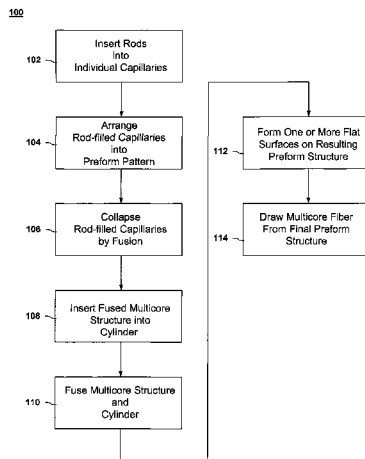 100
102
Insert Rods
into
Individual Capillaries
104
Arrange
Rod-filled Capillaries
into
Preform Pattern
106
Collapse
Rod-filled Capillaries
by Fusion
108
Insert Fused Multicore
Structure into
Cylinder
110
Fuse Multicore Structure
and
Cylinder
112
Form One or More Flat
Surfaces on Resulting
Preform Structure
114
Draw Multicore Fiber
From Final Preform
Structure